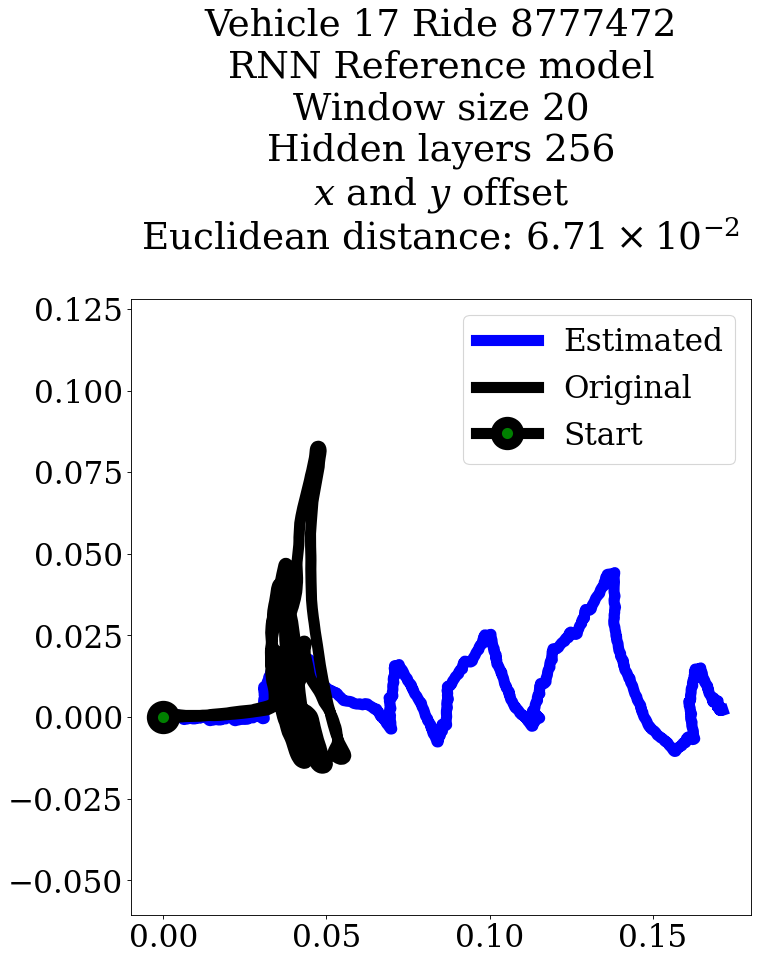 Vehicle 17 Ride 8777472
RNN Reference model
Window size 20
Hidden layers 256
x and y offset
Euclidean distance: 6.71 × 10⁻²
Estimated
Original
Start
0.125
0.100
0.075
0.050
0.025
0.000
−0.025
−0.050
0.00 0.05 0.10 0.15